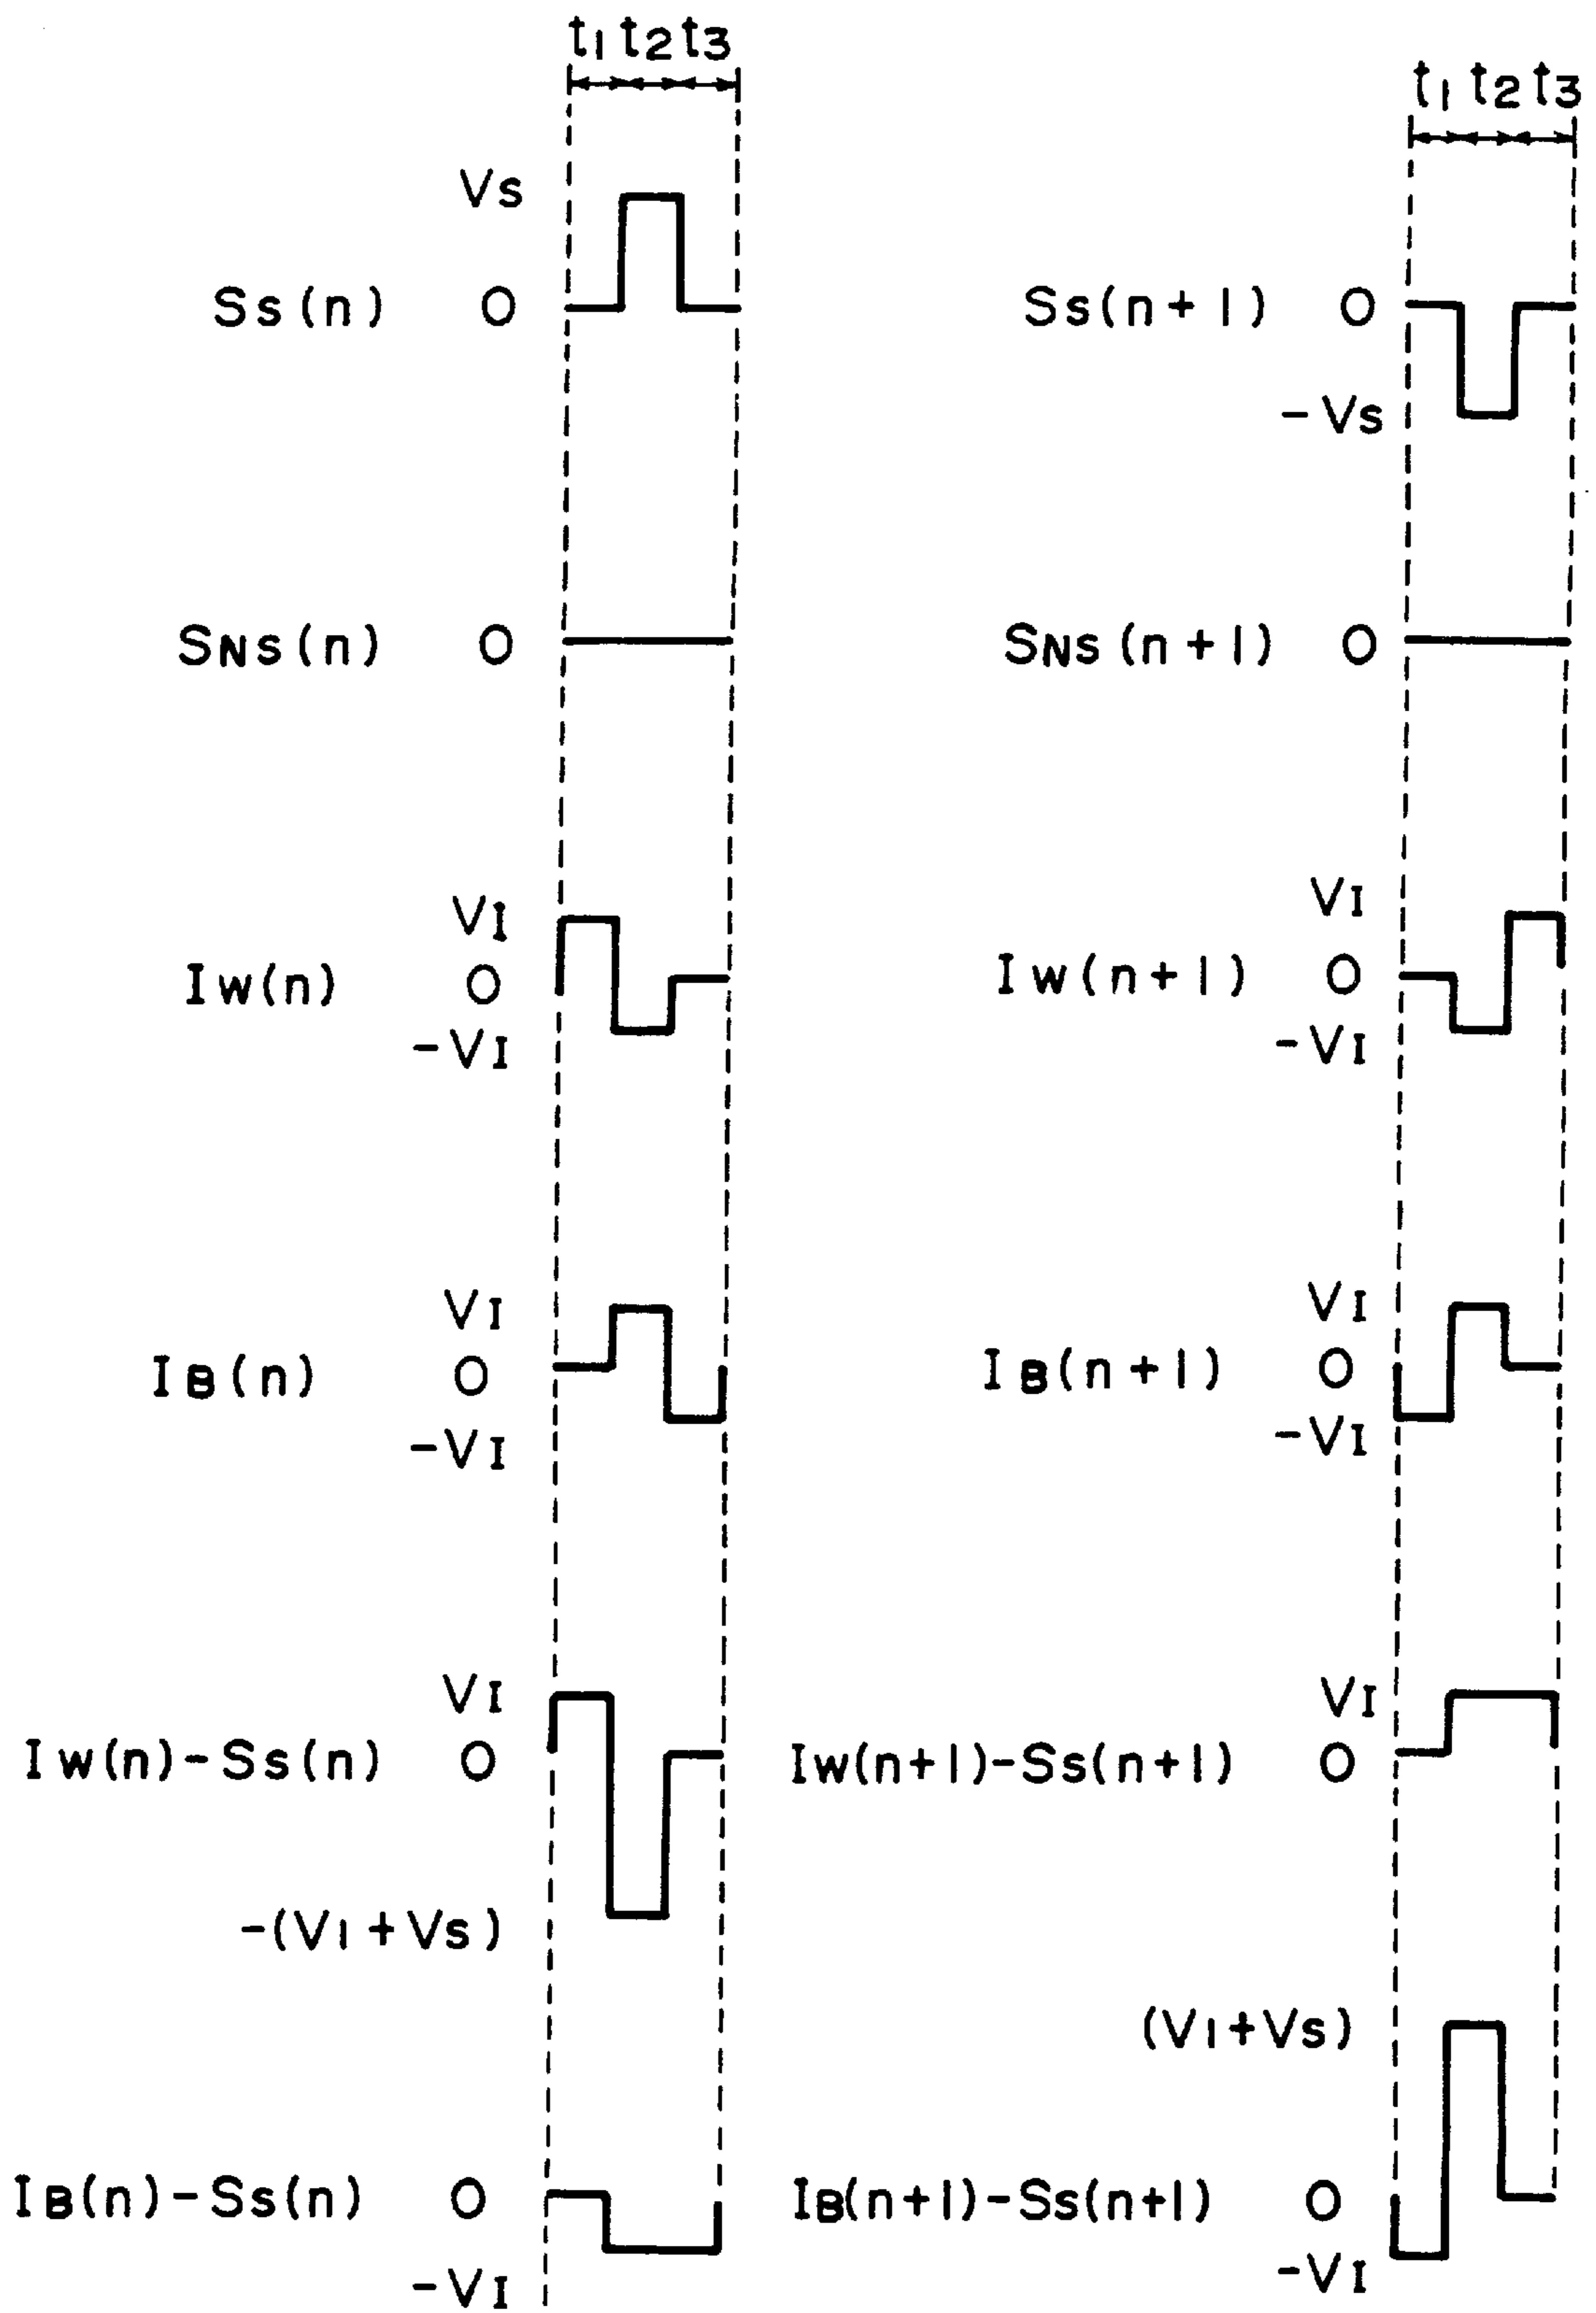 t1 t2 t3
Vs
Ss(n) 0
SNs(n) 0
VI
Iw(n) 0
-VI
VI
IB(n) 0
-VI
VI
Iw(n)-Ss(n) 0
-(VI+Vs)
IB(n)-Ss(n) 0
-VI
t1 t2 t3
Ss(n+1) 0
-Vs
SNs(n+1) 0
VI
Iw(n+1) 0
-VI
VI
IB(n+1) 0
-VI
VI
Iw(n+1)-Ss(n+1) 0
(VI+Vs)
IB(n+1)-Ss(n+1) 0
-VI